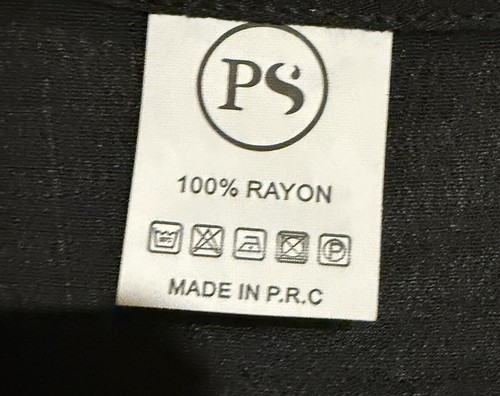 PS
100% RAYON
P
MADE IN P.R.C